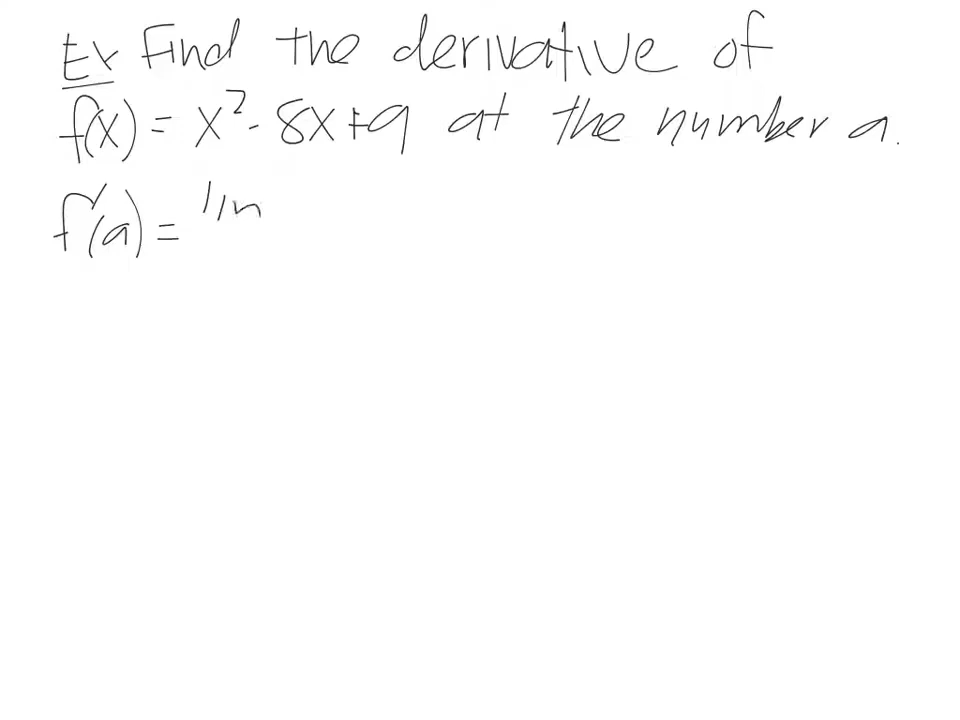 Ex Find the derivative of
f(x) = x² - 8x + 9 at the number a.
f'(a) = lim